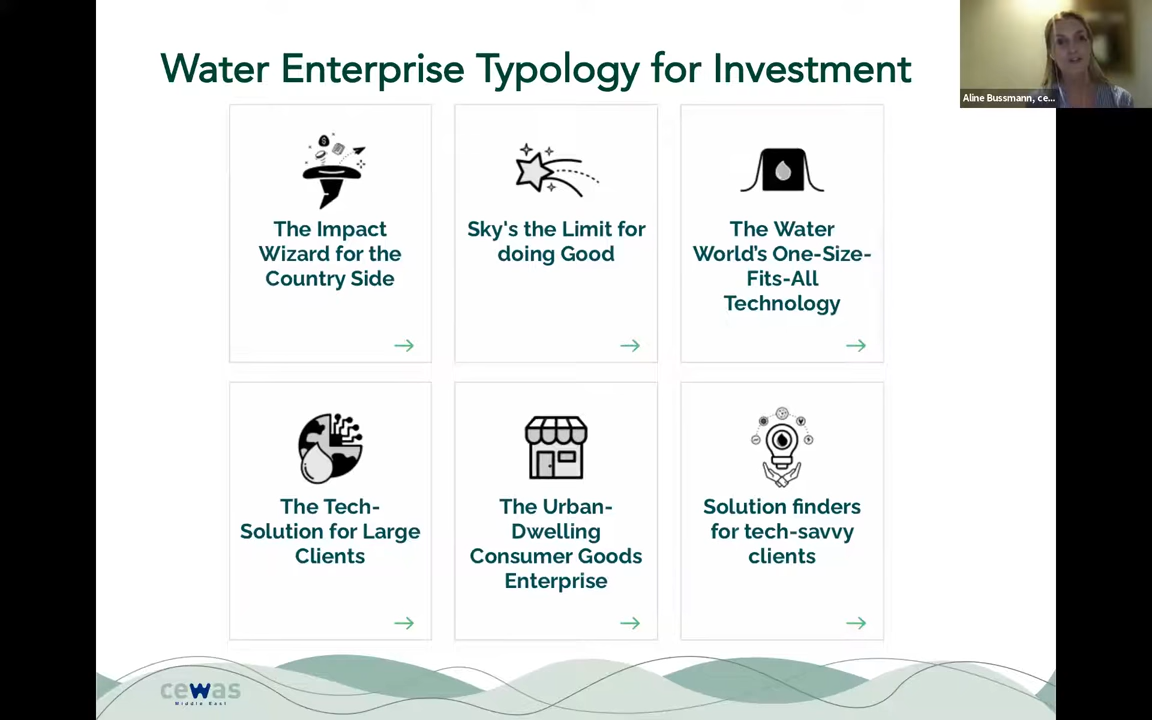 Water Enterprise Typology for Investment
Aline Bussmann, ce...
The Impact
Wizard for the
Country Side
Sky's the Limit for
doing Good
The Water
World’s One-Size-
Fits-All
Technology
The Tech-
Solution for Large
Clients
The Urban-
Dwelling
Consumer Goods
Enterprise
Solution finders
for tech-savvy
clients
cewas
Middle East